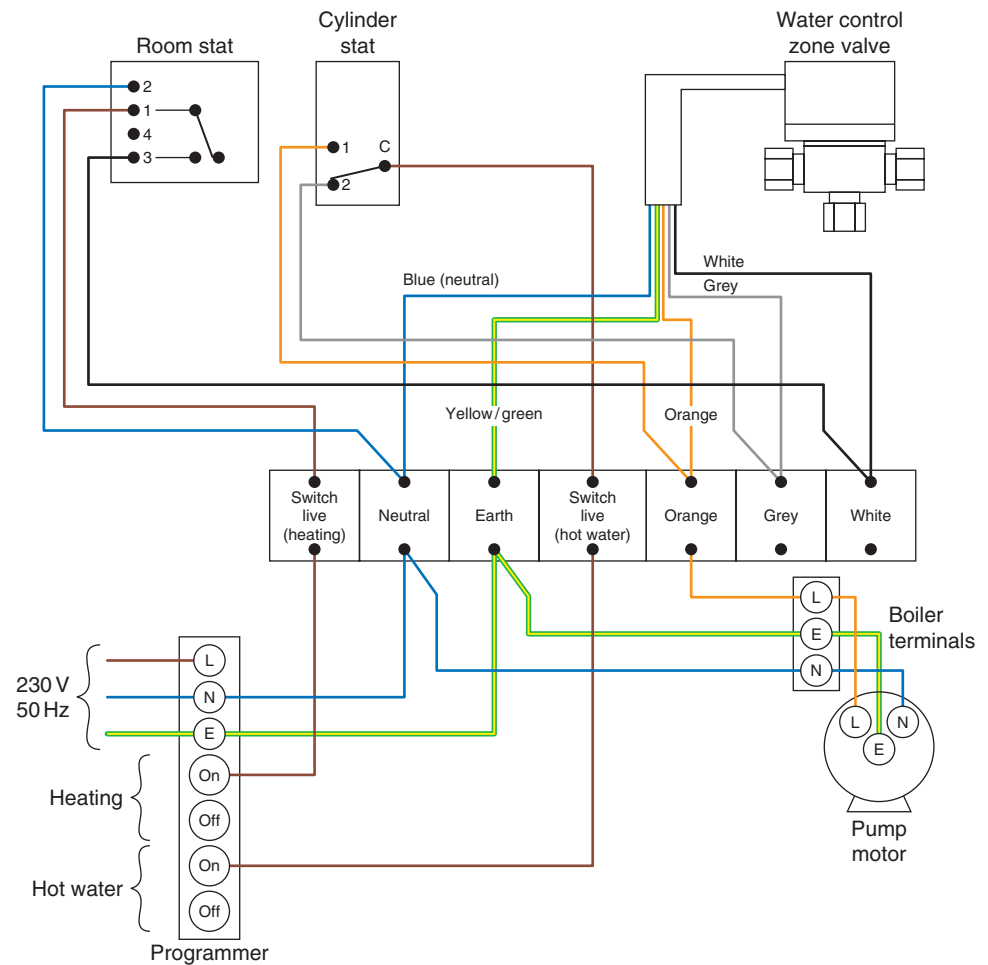 Cylinder
stat
Water control
zone valve
Room stat
2
1
4
3
1
C
2
White
Grey
Blue (neutral)
Yellow/green
Orange
Switch
live
(heating)
Neutral
Earth
Switch
live
(hot water)
Orange
Grey
White
L
E
N
Boiler
terminals
230 V
50 Hz
L
N
E
L
N
E
Pump
motor
Heating
On
Off
Hot water
On
Off
Programmer